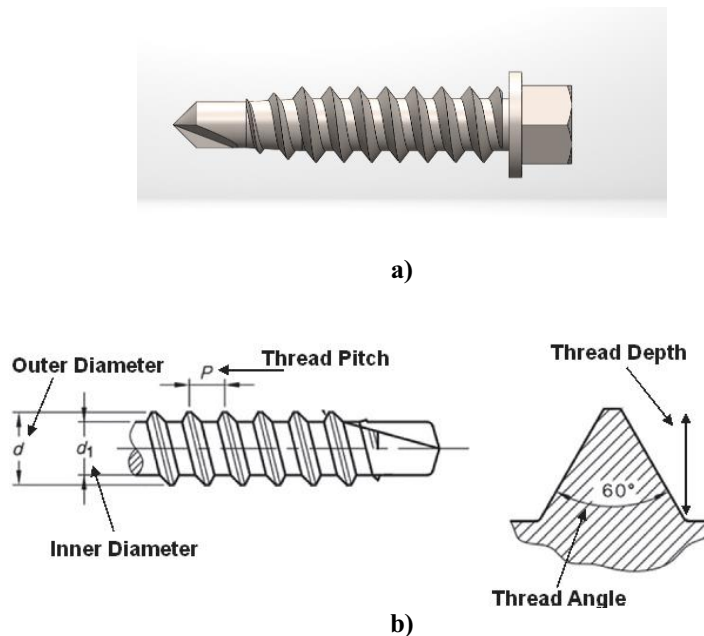 a)
Outer Diameter
P
Thread Pitch
Thread Depth
d
d₁
60°
Inner Diameter
Thread Angle
b)